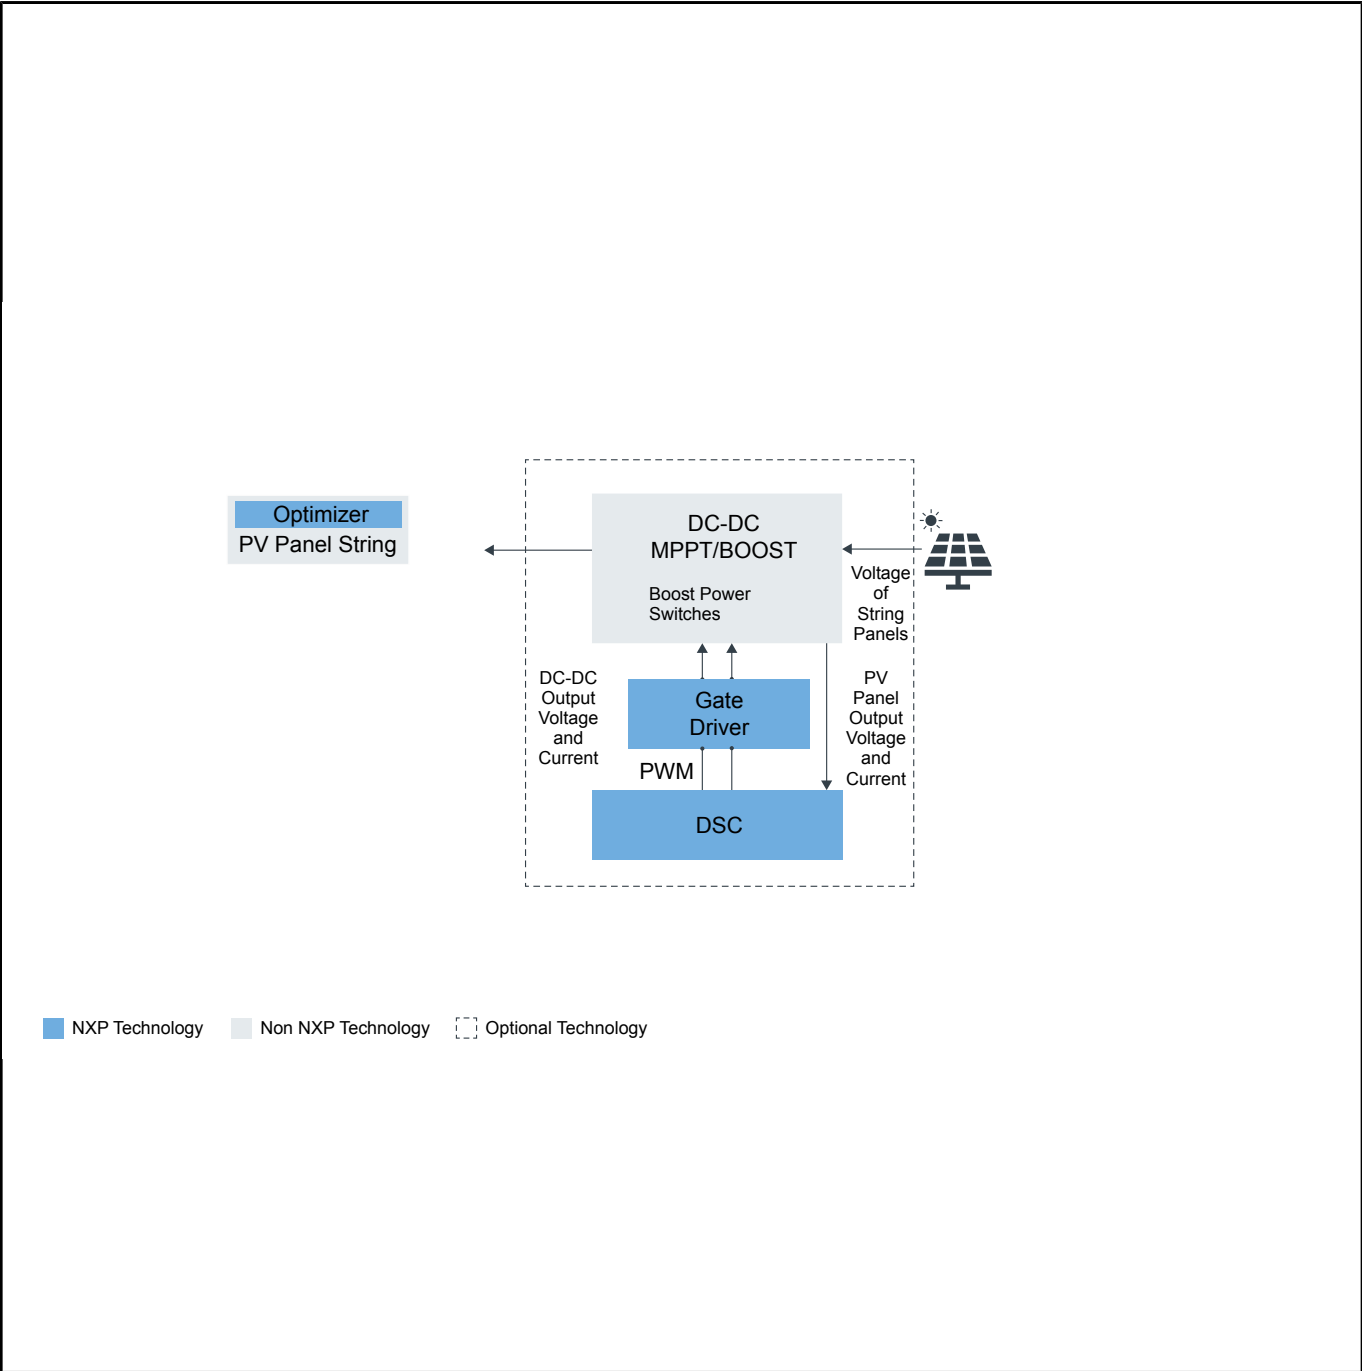 Optimizer
PV Panel String
DC-DC
MPPT/BOOST
Boost Power
Switches
Voltage
of
String
Panels
DC-DC
Output
Voltage
and
Current
Gate
Driver
PV
Panel
Output
Voltage
and
Current
PWM
DSC
NXP Technology
Non NXP Technology
Optional Technology